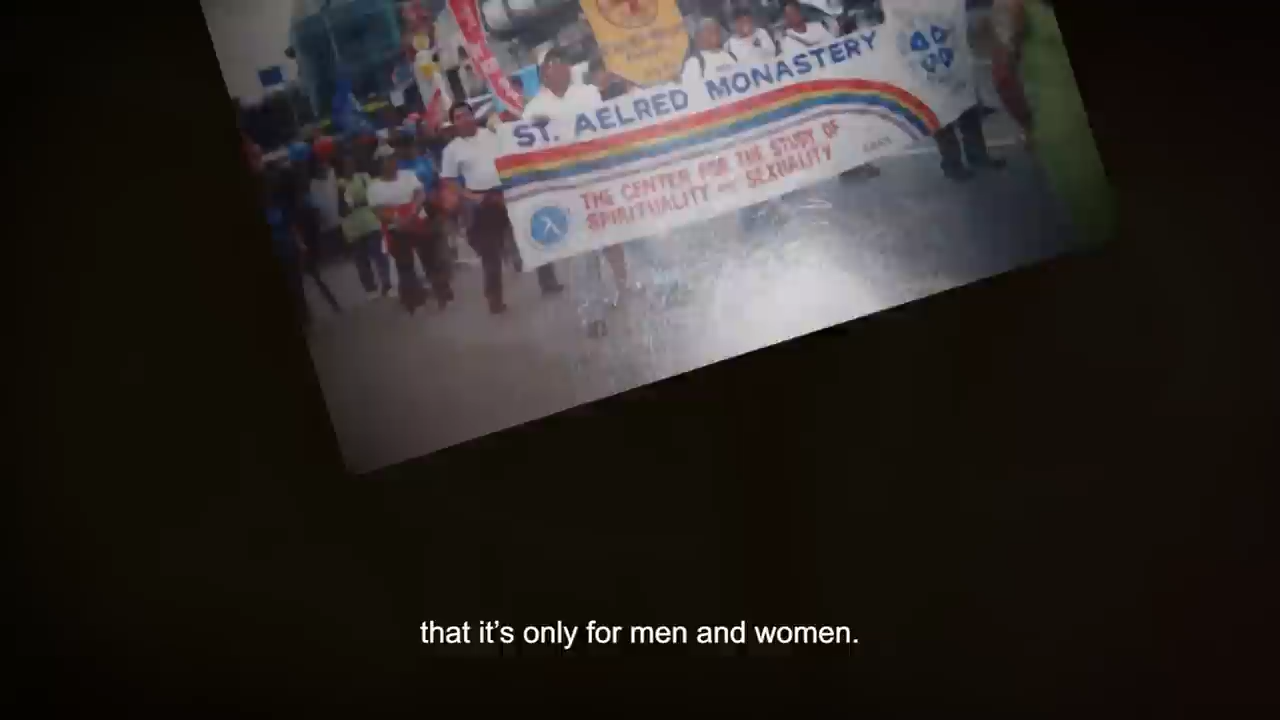 ST. AELRED MONASTERY
THE CENTER FOR THE STUDY OF
SPIRITUALITY AND SEXUALITY
λ
that it’s only for men and women.